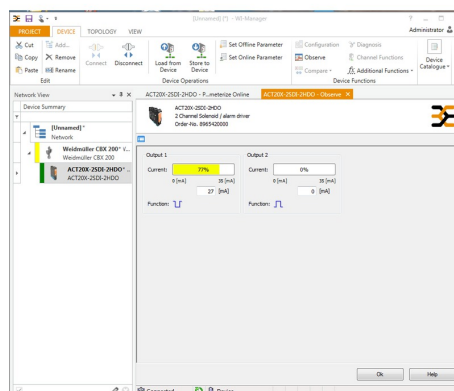 [Unnamed] (*) - WI-Manager
PROJECT DEVICE TOPOLOGY VIEW Administrator
Cut Copy Paste
Add... Remove Rename
Edit
Connect Disconnect
Load from Device
Store to Device
Set Offline Parameter
Set Online Parameter
Device Operations
Configuration Observe Compare
Diagnosis Channel Functions Additional Functions
Device Functions
Device Catalogue
Network View
Device Summary
[Unnamed]*
Network
Weidmüller CBX 200*
Weidmüller CBX 200
ACT20X-2SDI-2HDO*
ACT20X-2SDI-2HDO
ACT20X-2SDI-2HDO - P...meterize Online
ACT20X-2SDI-2HDO - Observe
ACT20X-2SDI-2HDO
2 Channel Solenoid / alarm driver
Order-No. 8965420000
Output 1 Output 2
Current: 77% Current: 0%
0 [mA] 35 [mA] 0 [mA] 35 [mA]
27 [mA] 0 [mA]
Function: Function:
Ok Help
Connected Device